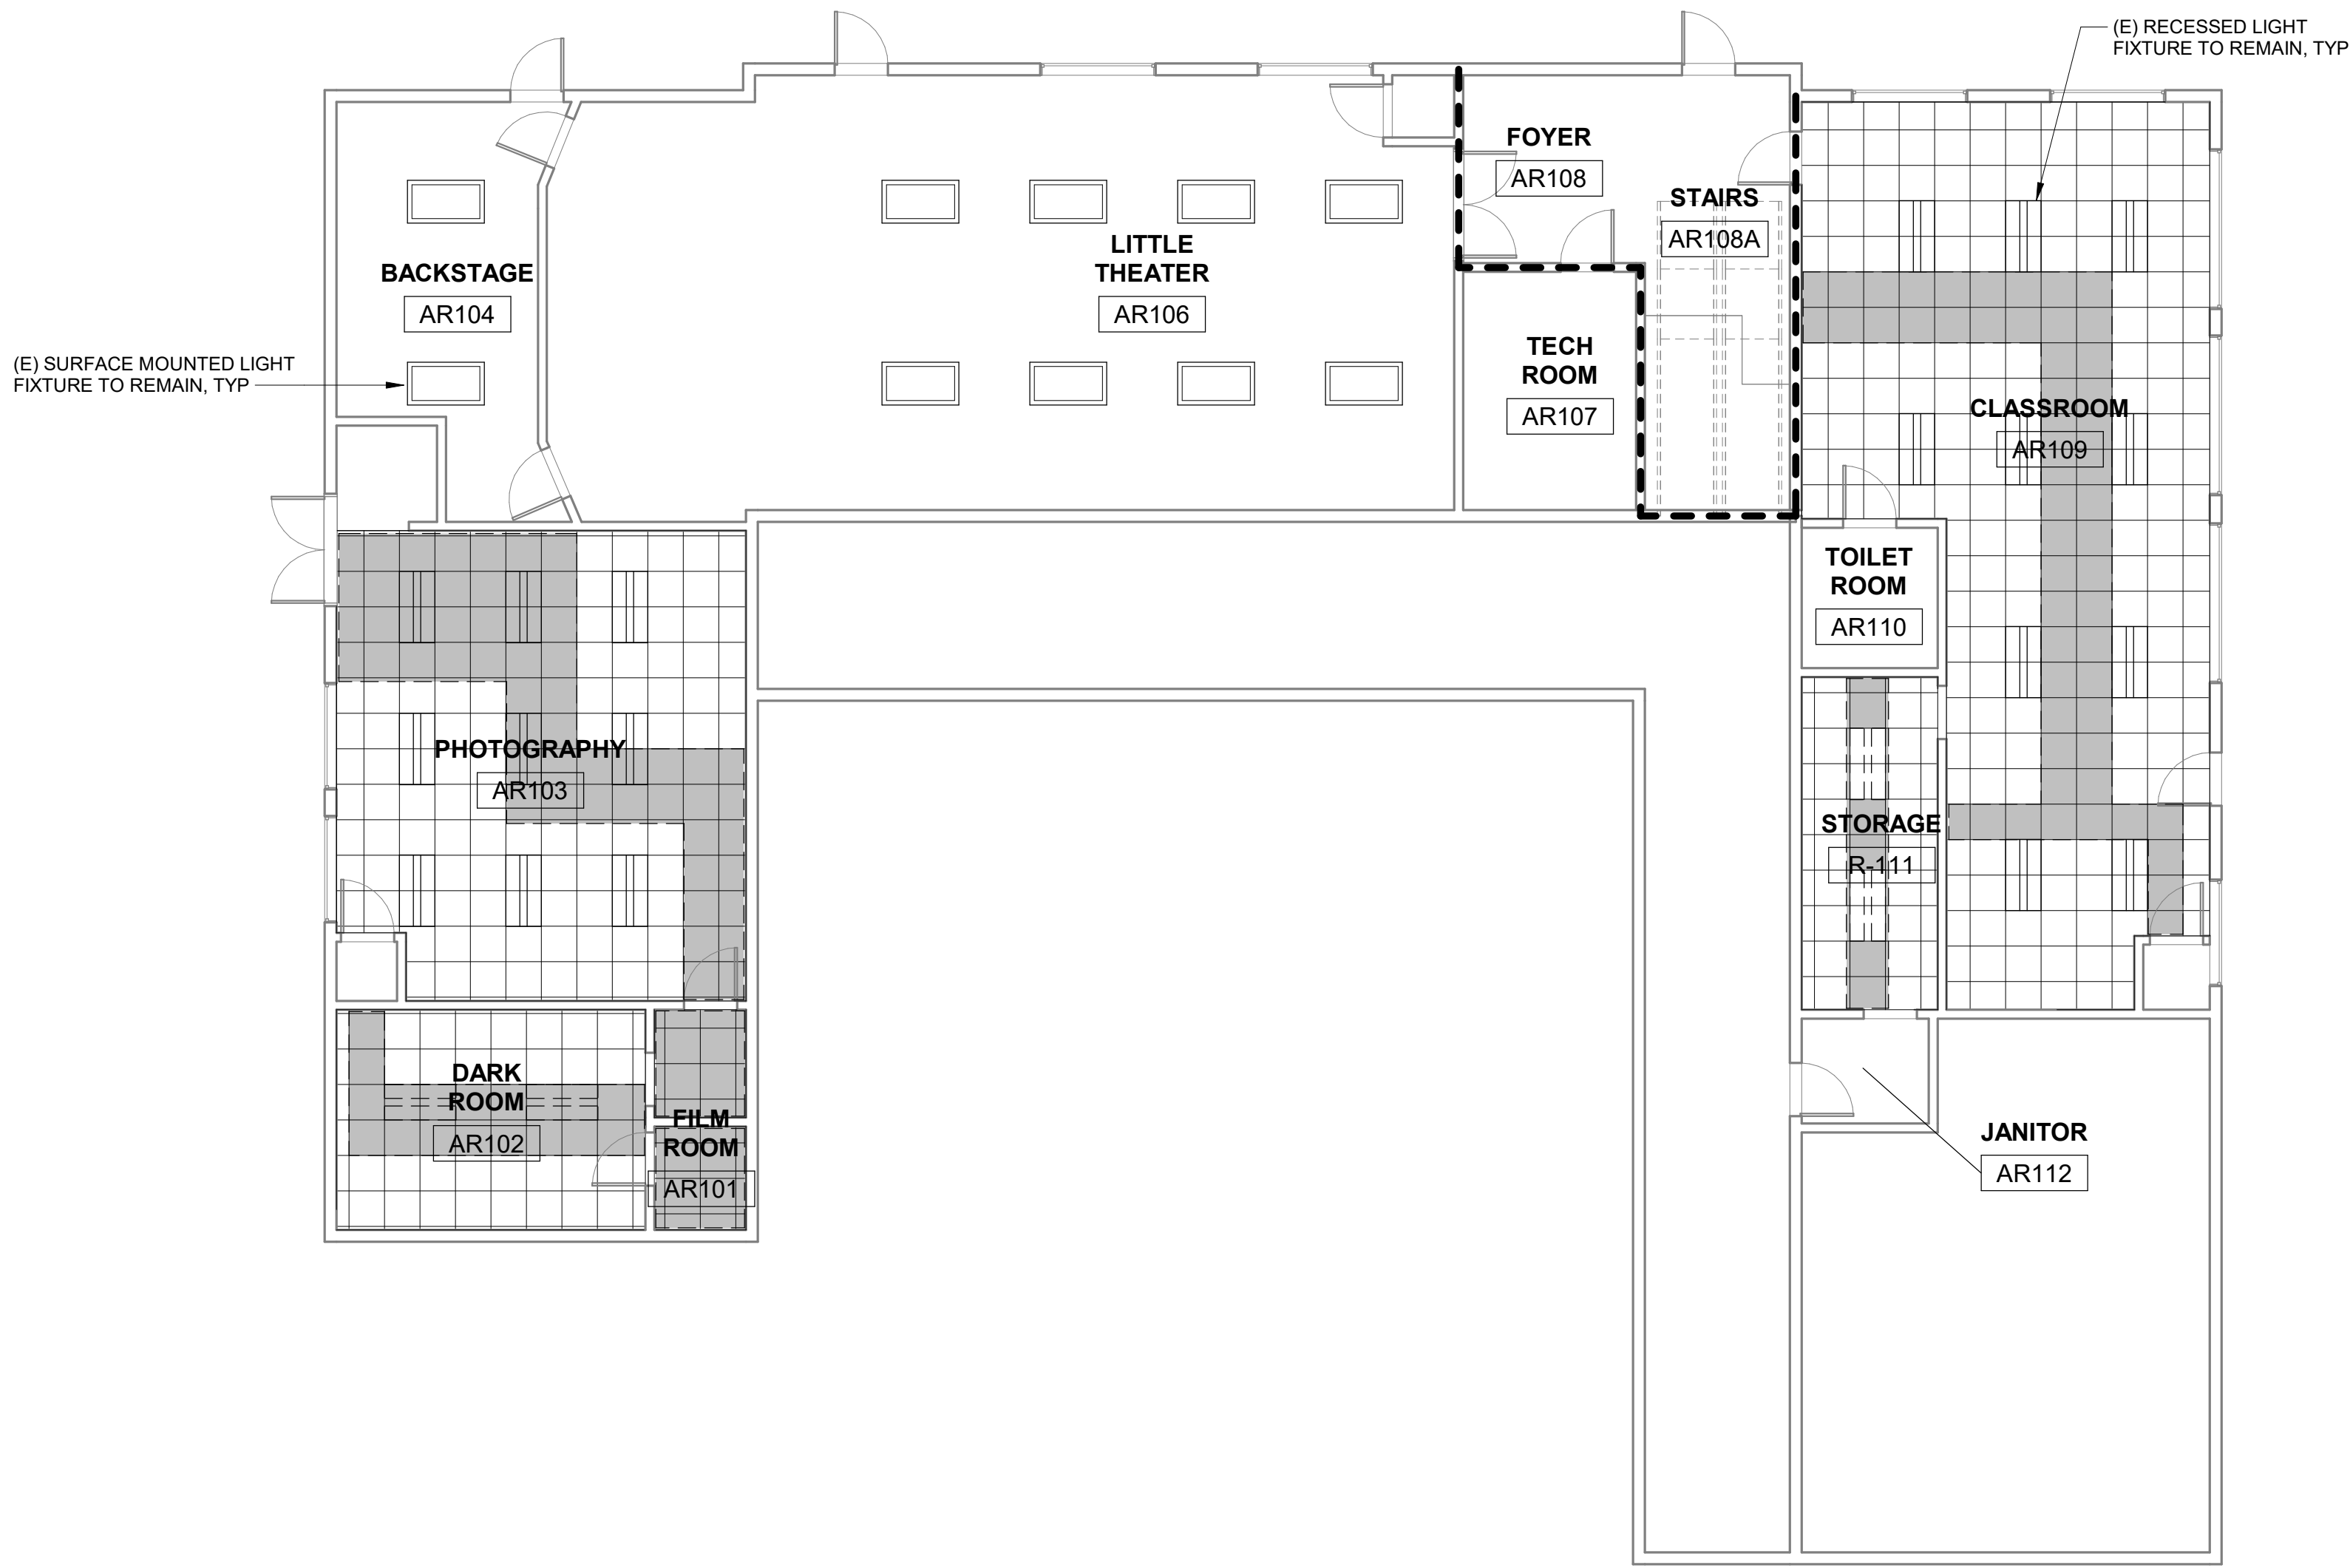 (E) RECESSED LIGHT
FIXTURE TO REMAIN, TYP
FOYER
AR108
STAIRS
AR108A
LITTLE
THEATER
AR106
BACKSTAGE
AR104
(E) SURFACE MOUNTED LIGHT
FIXTURE TO REMAIN, TYP
TECH
ROOM
AR107
CLASSROOM
AR109
TOILET
ROOM
AR110
PHOTOGRAPHY
AR103
STORAGE
R-111
DARK
ROOM
AR102
FILM
ROOM
AR101
JANITOR
AR112